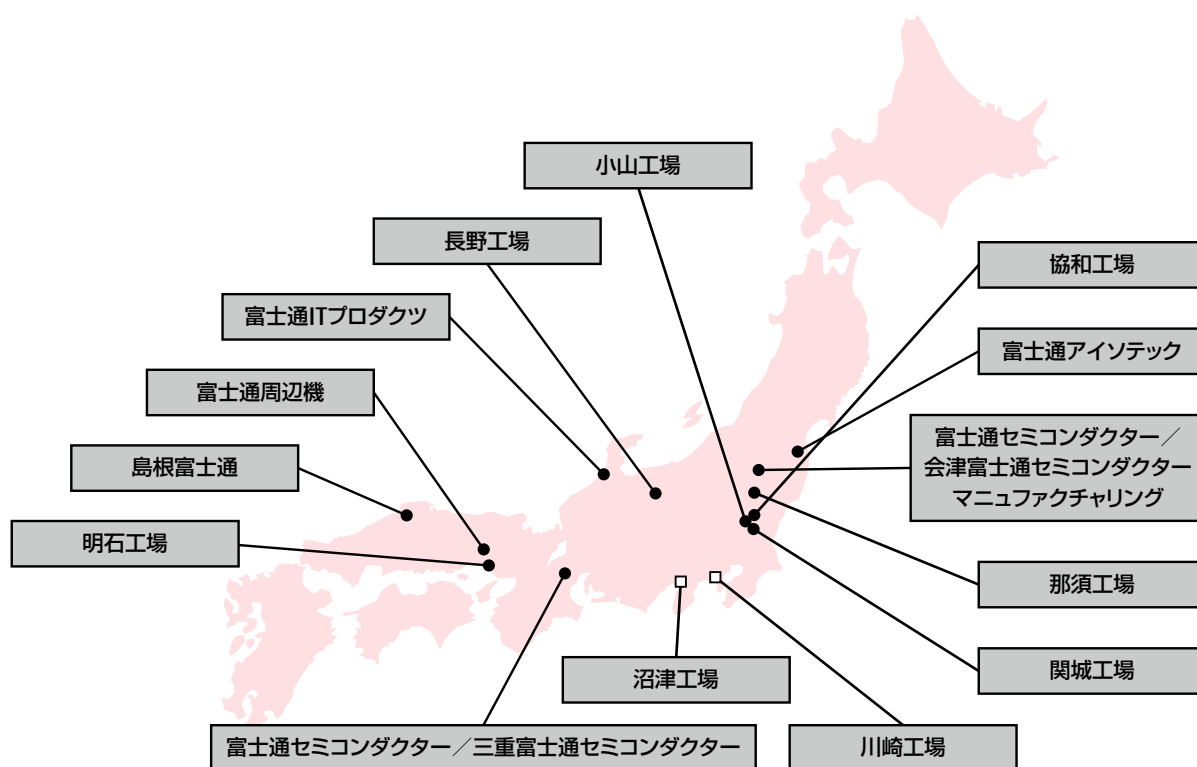 小山工場
長野工場
協和工場
富士通ITプロダクツ
富士通アイソテック
富士通周辺機
富士通セミコンダクター／
会津富士通セミコンダクター
マニュファクチャリング
島根富士通
明石工場
那須工場
関城工場
沼津工場
富士通セミコンダクター／三重富士通セミコンダクター
川崎工場